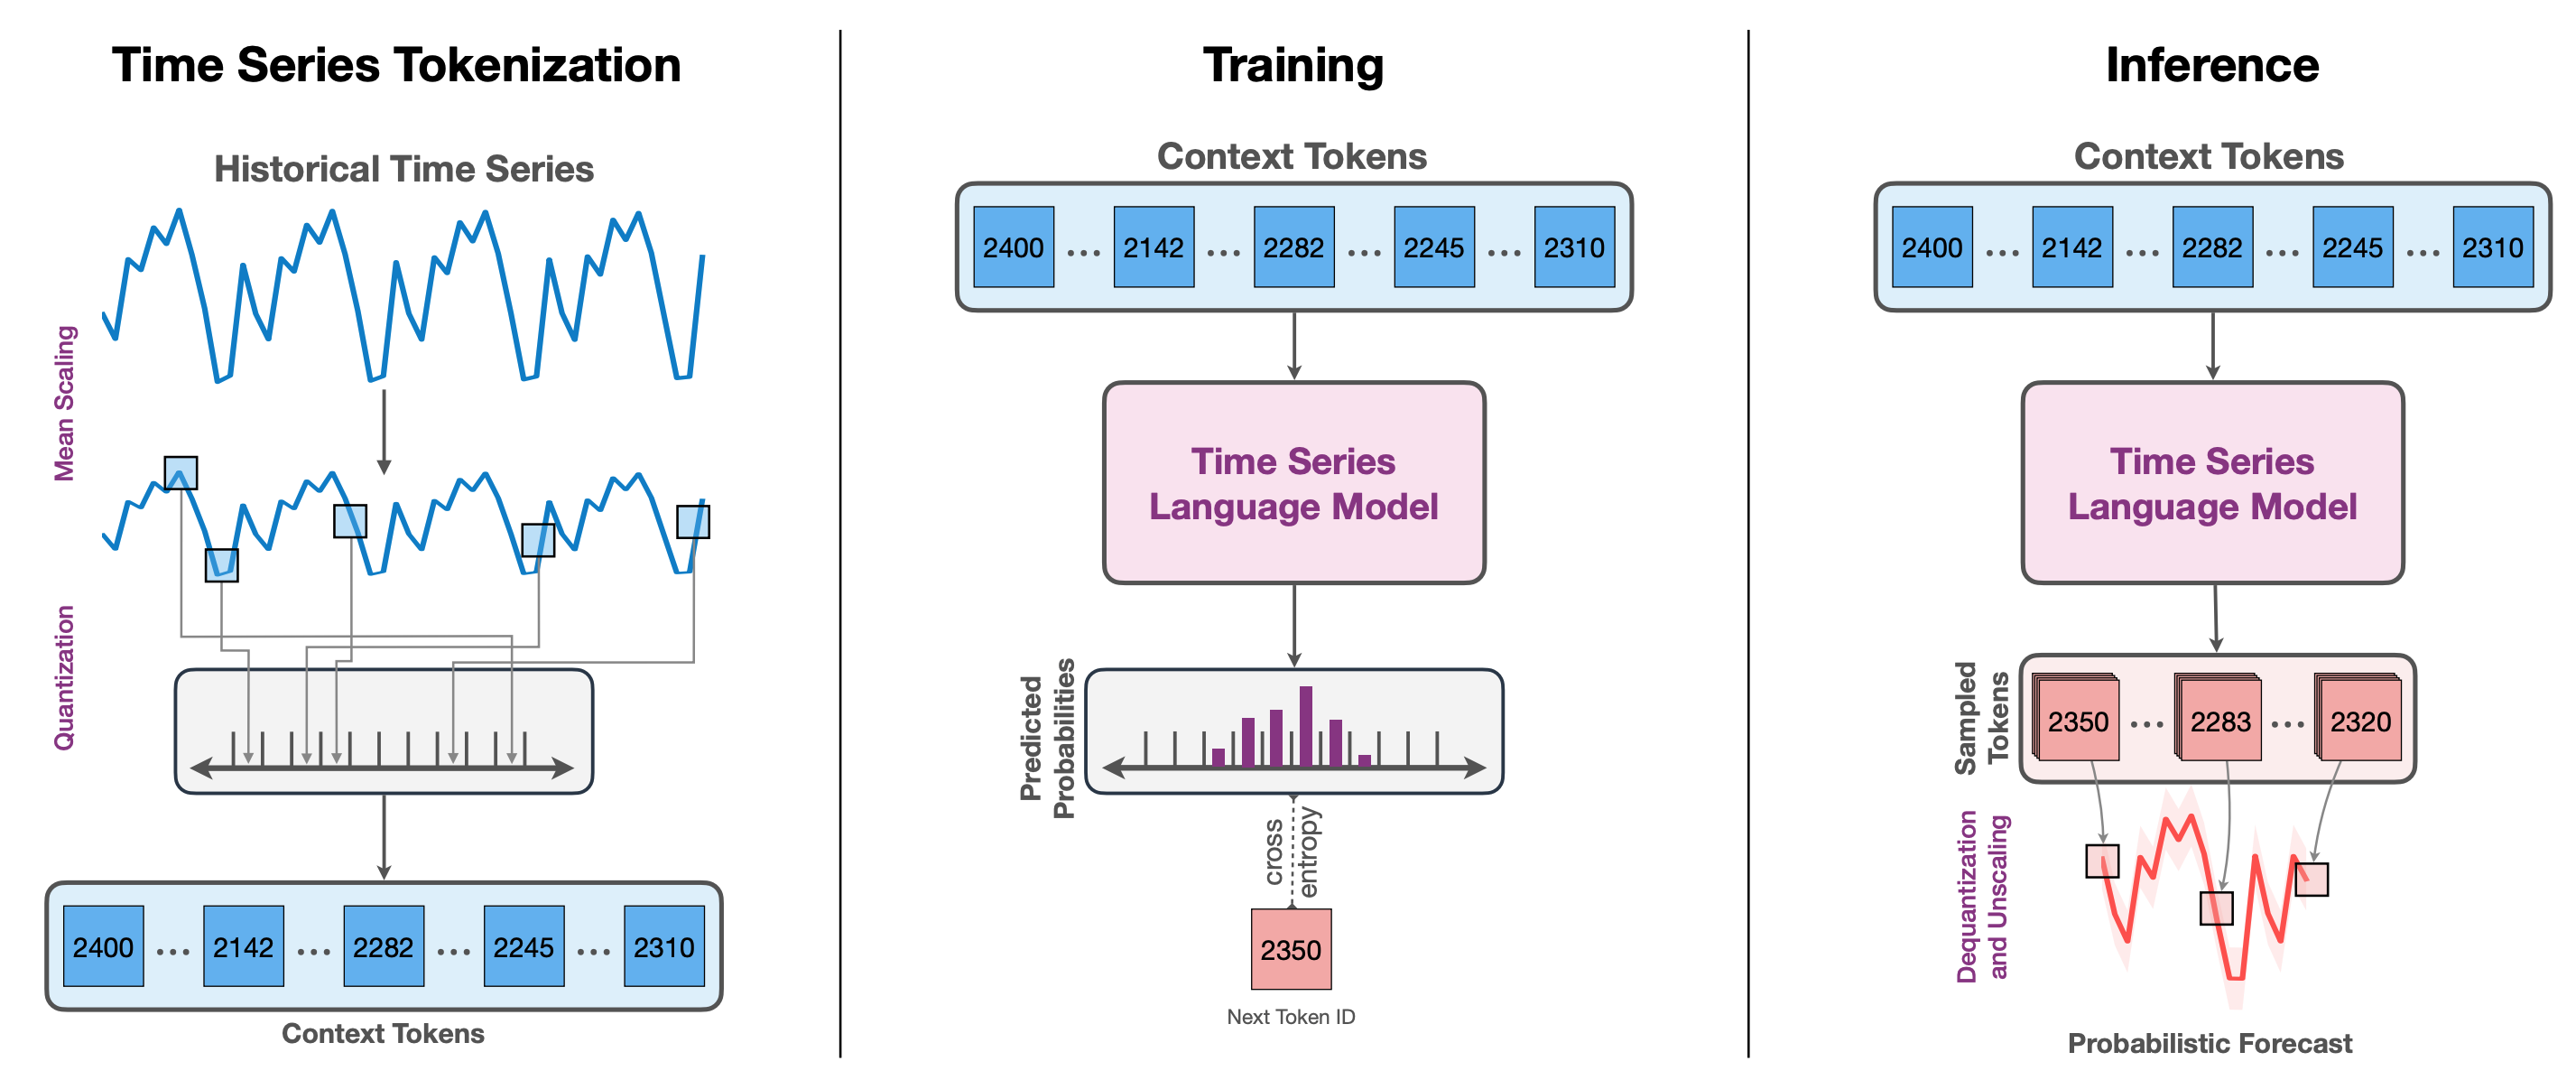 Time Series Tokenization
Historical Time Series
Mean Scaling
Quantization
2400 ... 2142 ... 2282 ... 2245 ... 2310
Context Tokens
Training
Context Tokens
2400 ... 2142 ... 2282 ... 2245 ... 2310
Time Series
Language Model
Predicted
Probabilities
cross
entropy
2350
Next Token ID
Inference
Context Tokens
2400 ... 2142 ... 2282 ... 2245 ... 2310
Time Series
Language Model
Sampled
Tokens
2350 ... 2283 ... 2320
Dequantization
and Unscaling
Probabilistic Forecast